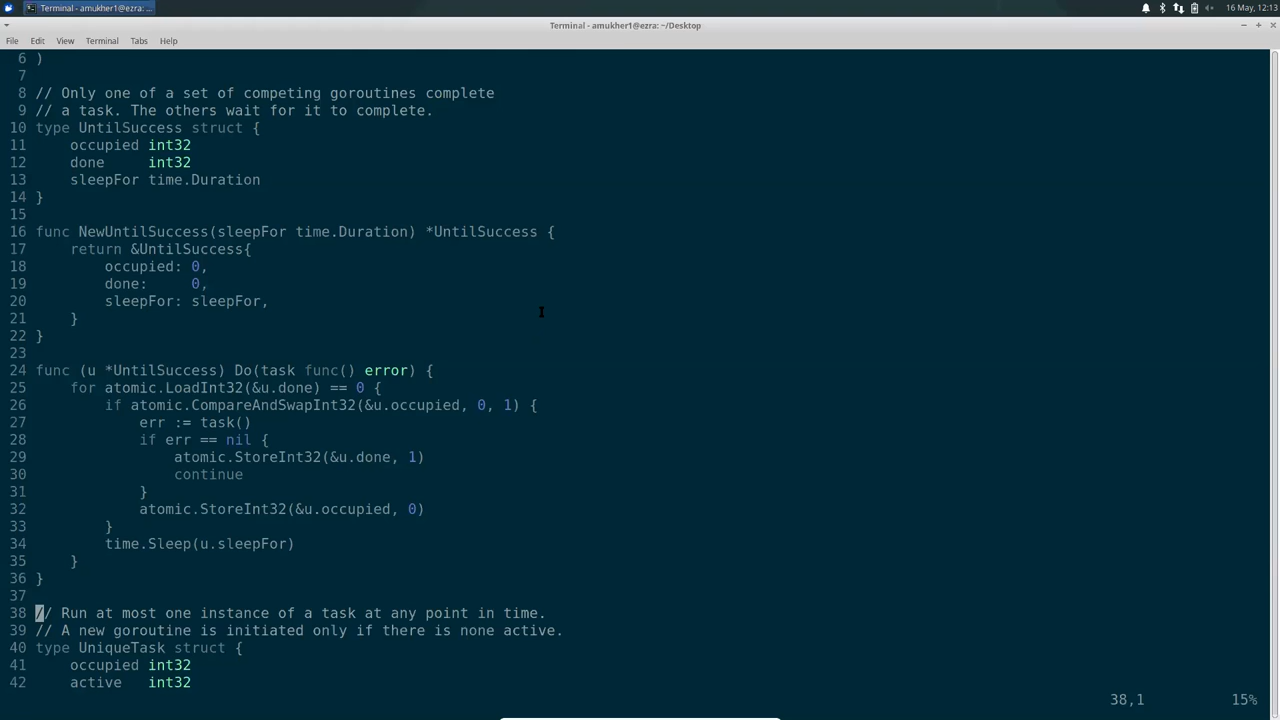 Terminal - amukher1@ezra: ...
16 May, 12:13
Terminal - amukher1@ezra: ~/Desktop
File Edit View Terminal Tabs Help
6 )
7
8 // Only one of a set of competing goroutines complete
9 // a task. The others wait for it to complete.
10 type UntilSuccess struct {
11     occupied int32
12     done     int32
13     sleepFor time.Duration
14 }
15
16 func NewUntilSuccess(sleepFor time.Duration) *UntilSuccess {
17     return &UntilSuccess{
18         occupied: 0,
19         done:     0,
20         sleepFor: sleepFor,
21     }
22 }
23
24 func (u *UntilSuccess) Do(task func() error) {
25     for atomic.LoadInt32(&u.done) == 0 {
26         if atomic.CompareAndSwapInt32(&u.occupied, 0, 1) {
27             err := task()
28             if err == nil {
29                 atomic.StoreInt32(&u.done, 1)
30                 continue
31             }
32             atomic.StoreInt32(&u.occupied, 0)
33         }
34         time.Sleep(u.sleepFor)
35     }
36 }
37
38 // Run at most one instance of a task at any point in time.
39 // A new goroutine is initiated only if there is none active.
40 type UniqueTask struct {
41     occupied int32
42     active   int32
38,1 15%